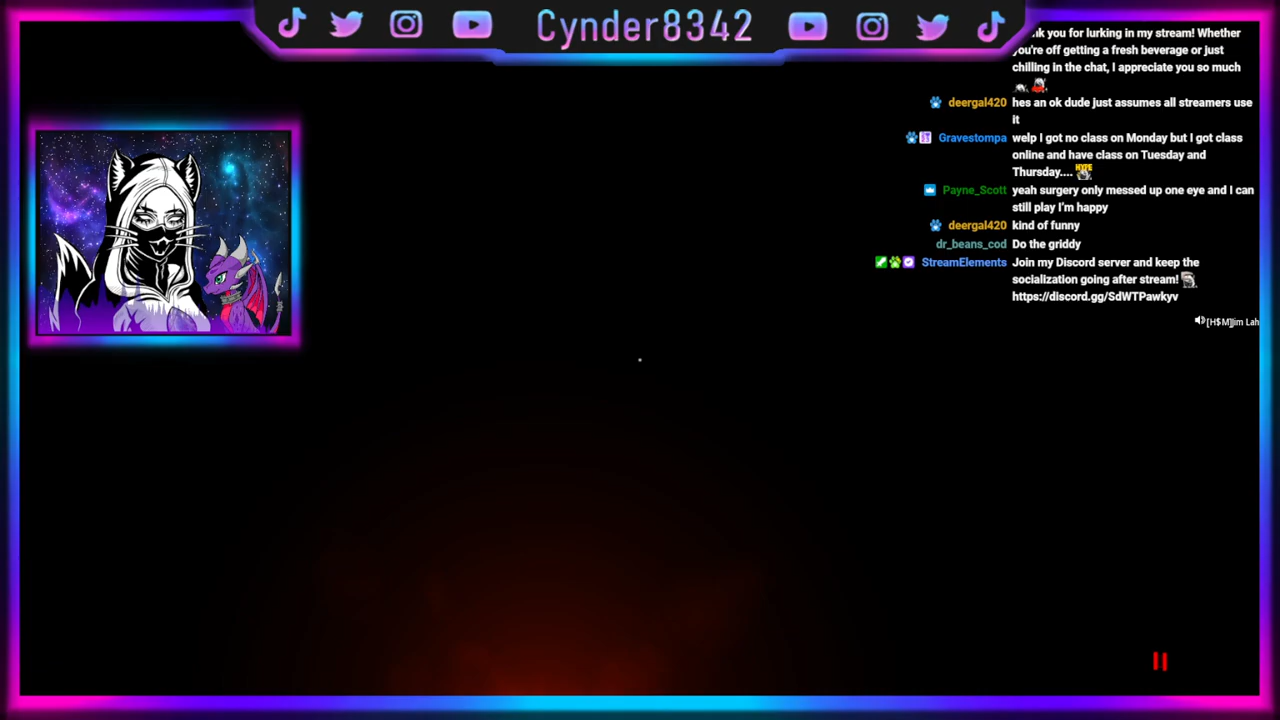 Cynder8342
nk you for lurking in my stream! Whether
you're off getting a fresh beverage or just
chilling in the chat, I appreciate you so much
deergal420 hes an ok dude just assumes all streamers use
it
Gravestompa welp I got no class on Monday but I got class
online and have class on Tuesday and
Thursday.... HYPE
Payne_Scott yeah surgery only messed up one eye and I can
still play I'm happy
deergal420 kind of funny
dr_beans_cod Do the griddy
StreamElements Join my Discord server and keep the
socialization going after stream!
https://discord.gg/SdWTPawkyv
[H$M]Jim Lah